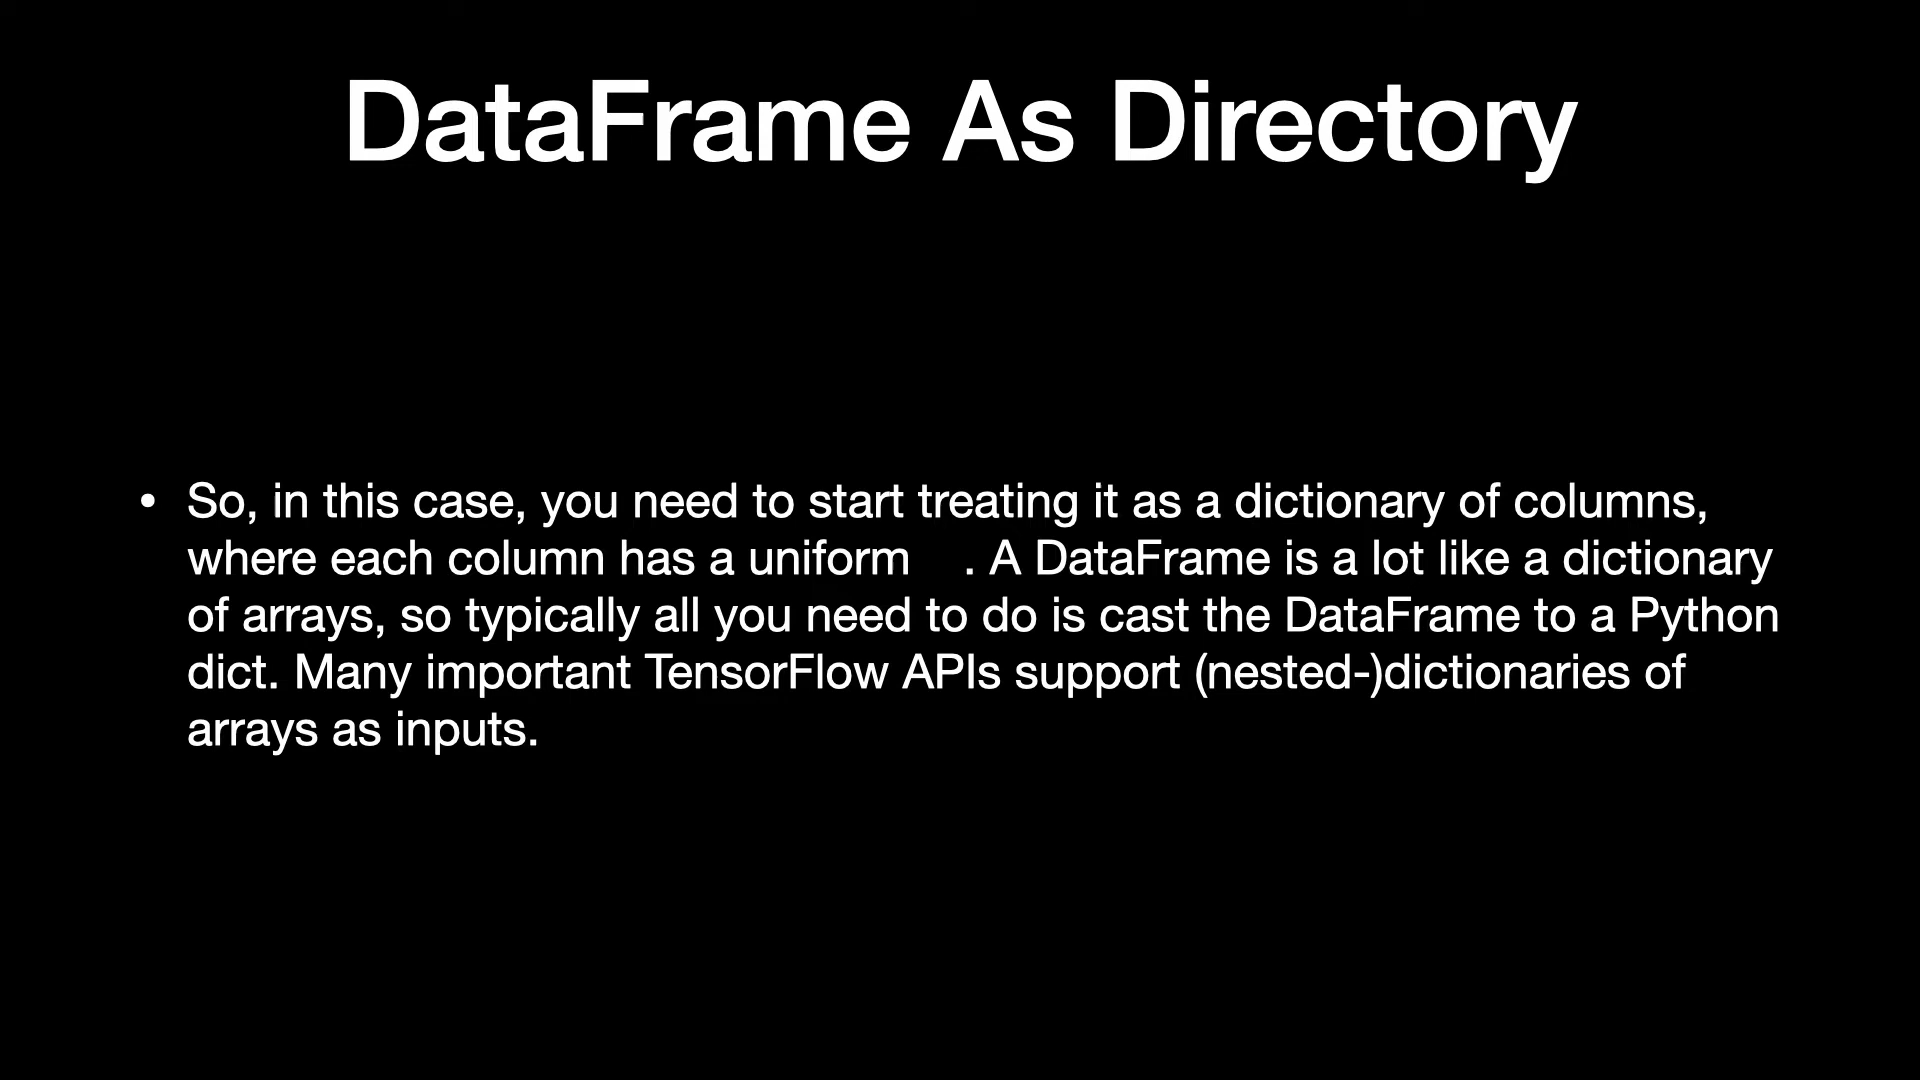 DataFrame As Directory
• So, in this case, you need to start treating it as a dictionary of columns,
where each column has a uniform . A DataFrame is a lot like a dictionary
of arrays, so typically all you need to do is cast the DataFrame to a Python
dict. Many important TensorFlow APIs support (nested-)dictionaries of
arrays as inputs.